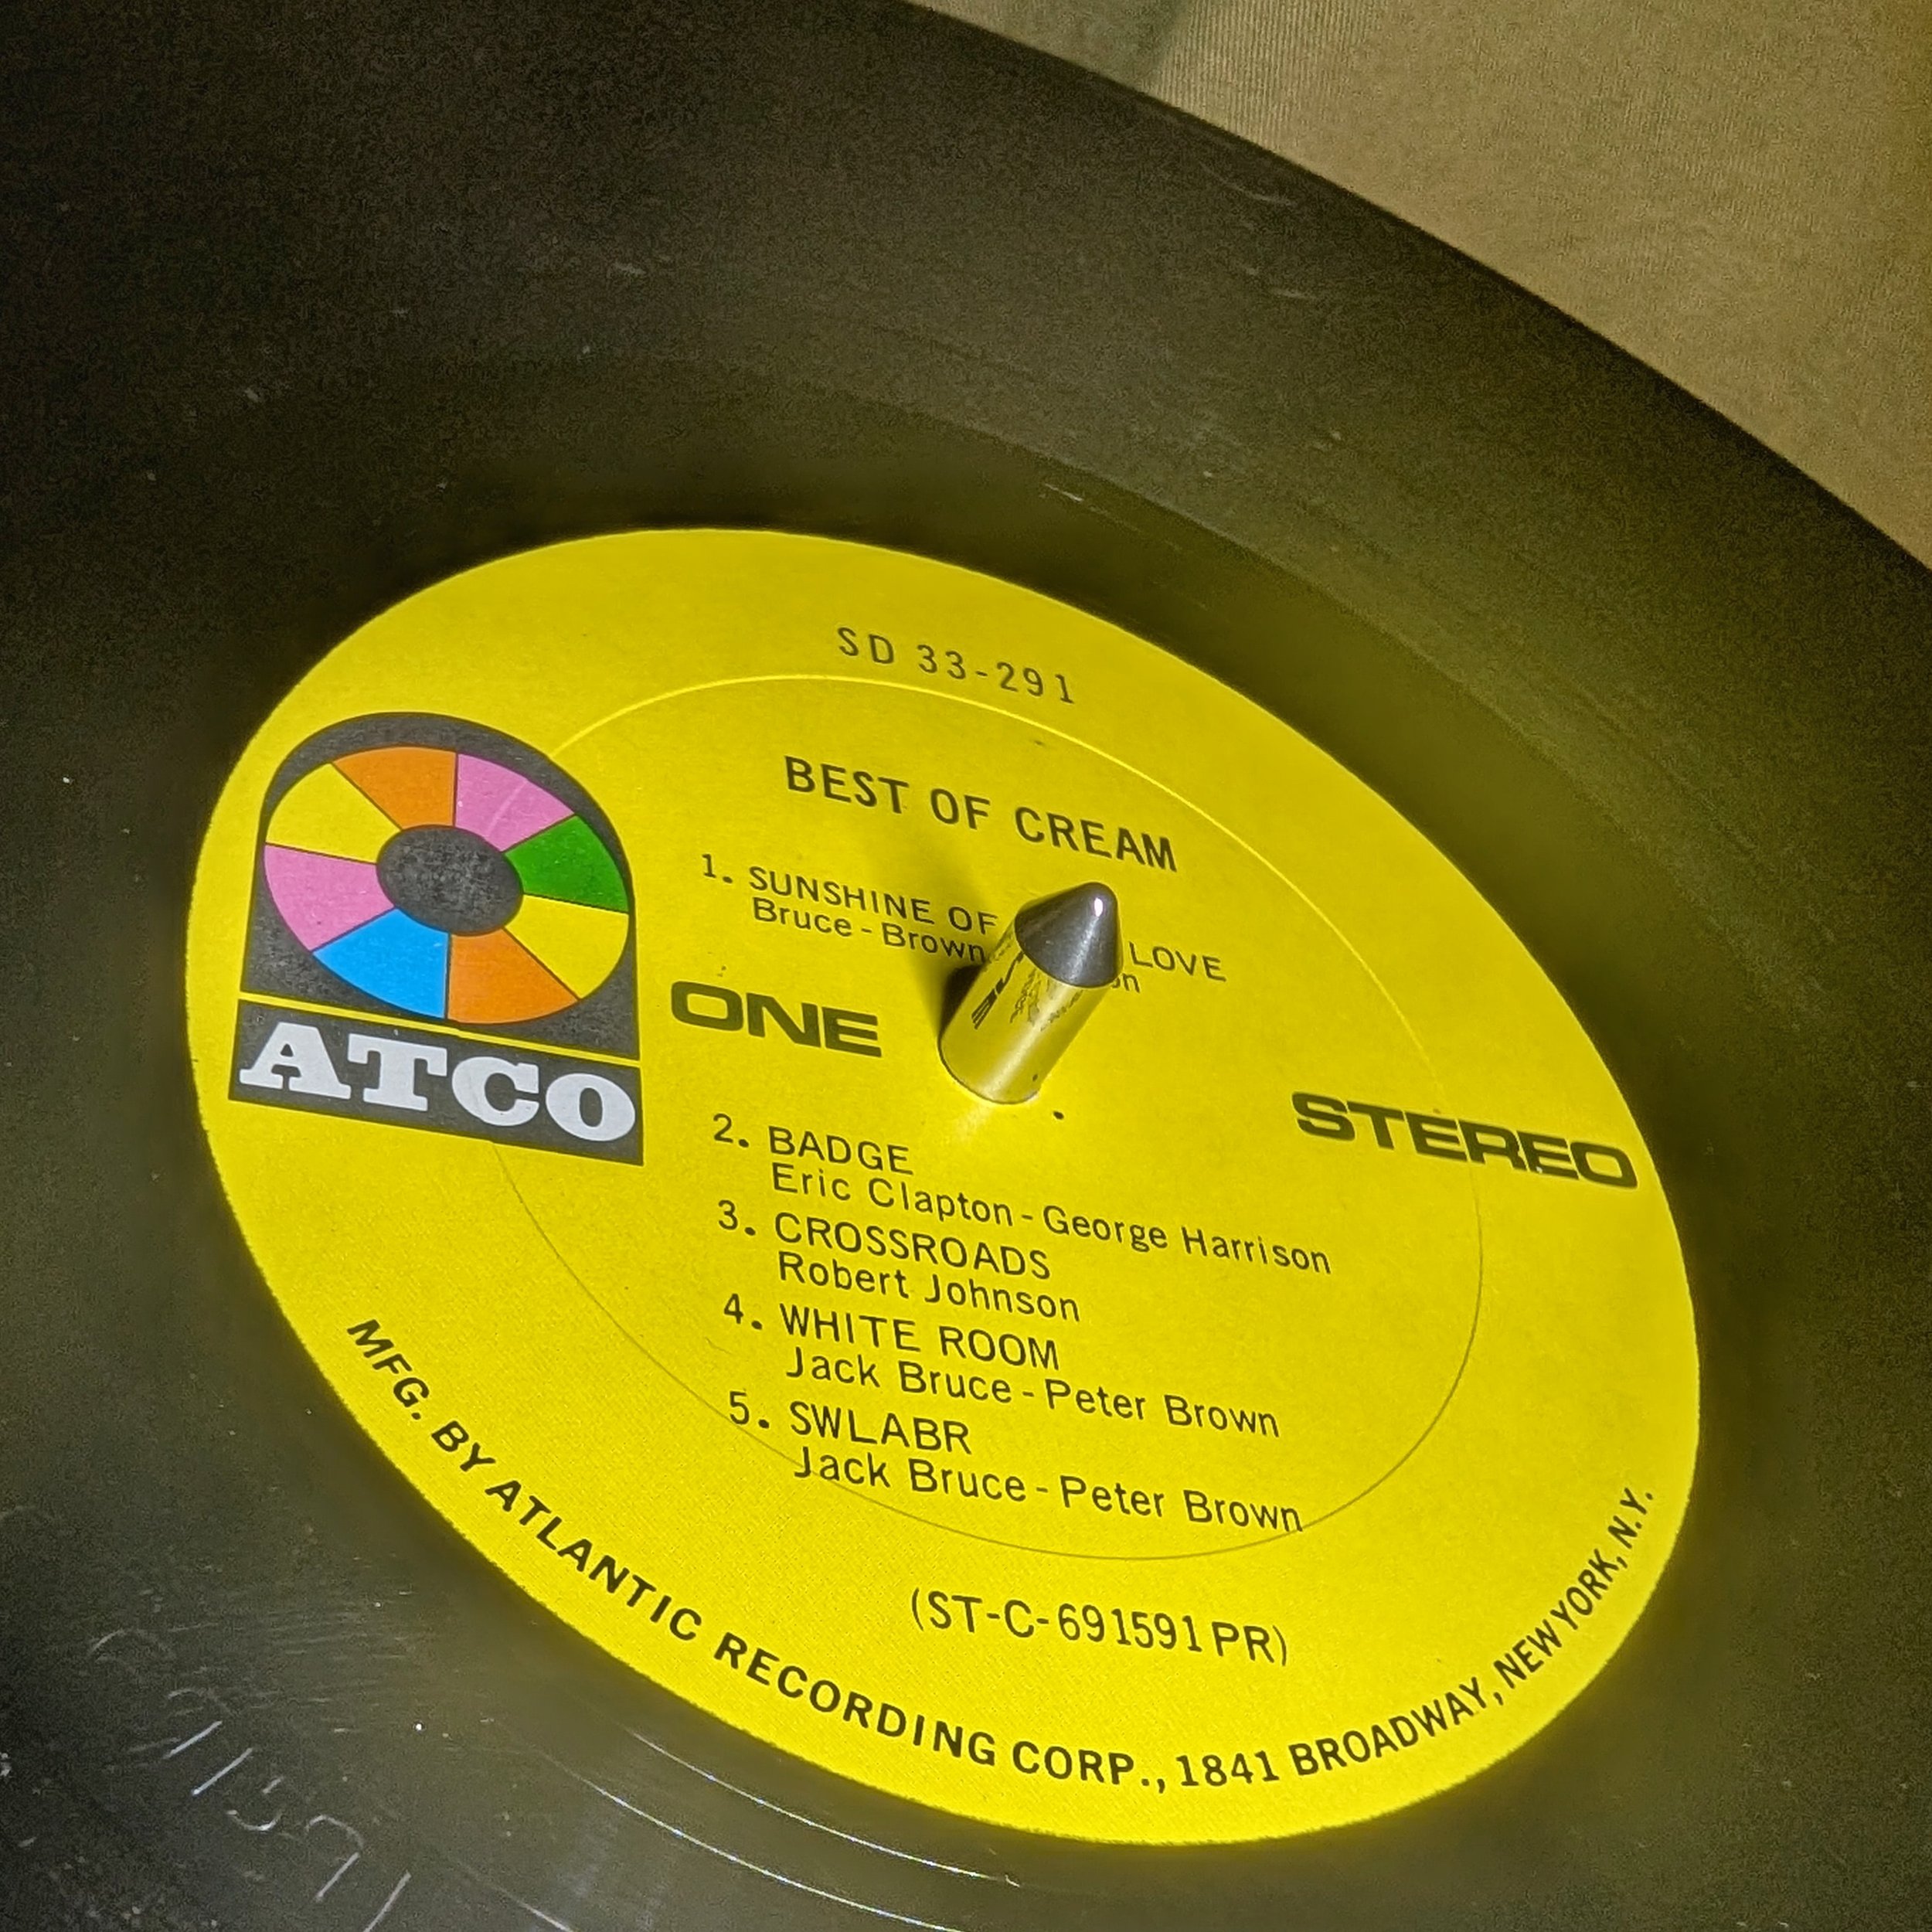 SD 33-291
BEST OF CREAM
1. SUNSHINE OF LOVE
Bruce - Brown
ONE
ATCO
STEREO
2. BADGE
Eric Clapton - George Harrison
3. CROSSROADS
Robert Johnson
4. WHITE ROOM
Jack Bruce - Peter Brown
5. SWLABR
Jack Bruce - Peter Brown
(ST-C-691591 PR)
MFG. BY ATLANTIC RECORDING CORP., 1841 BROADWAY, NEW YORK, N.Y.